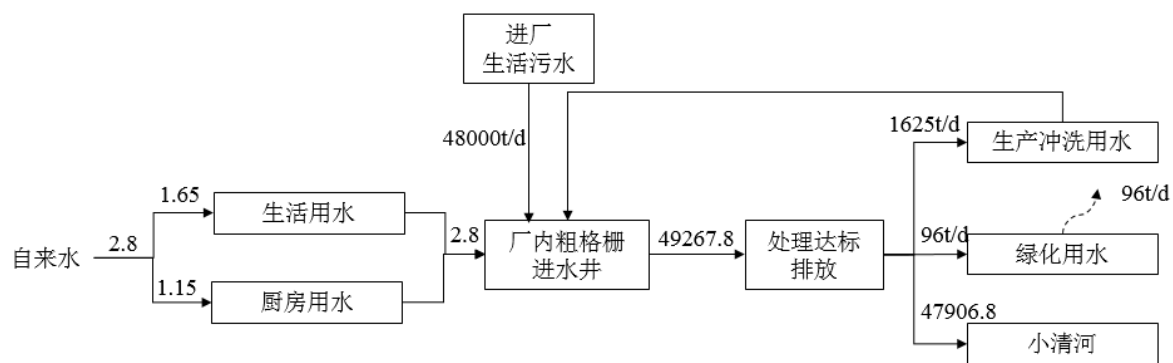 进厂
生活污水
48000t/d
1625t/d
生产冲洗用水
96t/d
1.65
生活用水
自来水
2.8
2.8
厂内粗格栅
进水井
49267.8
处理达标
排放
96t/d
绿化用水
1.15
厨房用水
47906.8
小清河